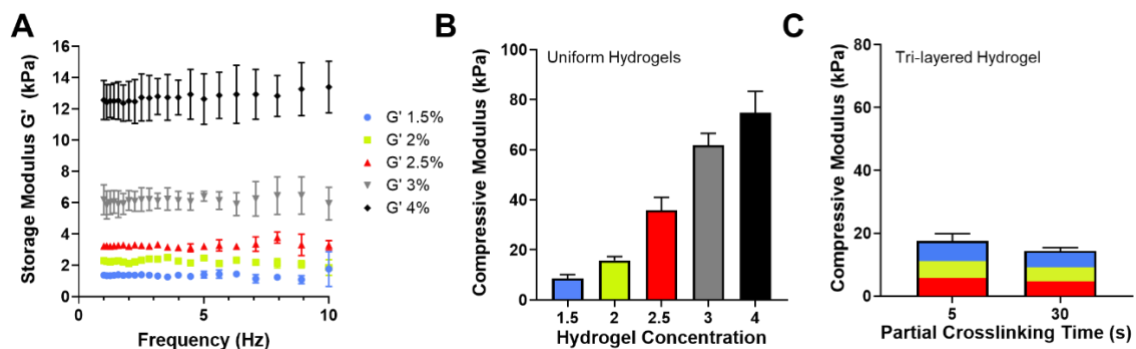 A
Storage Modulus G' (kPa)
16
14
12
10
8
6
4
2
0
0
5
10
Frequency (Hz)
G' 1.5%
G' 2%
G' 2.5%
G' 3%
G' 4%
B
Uniform Hydrogels
Compressive Modulus (kPa)
100
80
60
40
20
0
1.5
2
2.5
3
4
Hydrogel Concentration
C
Tri-layered Hydrogel
Compressive Modulus (kPa)
80
60
40
20
0
5
30
Partial Crosslinking Time (s)